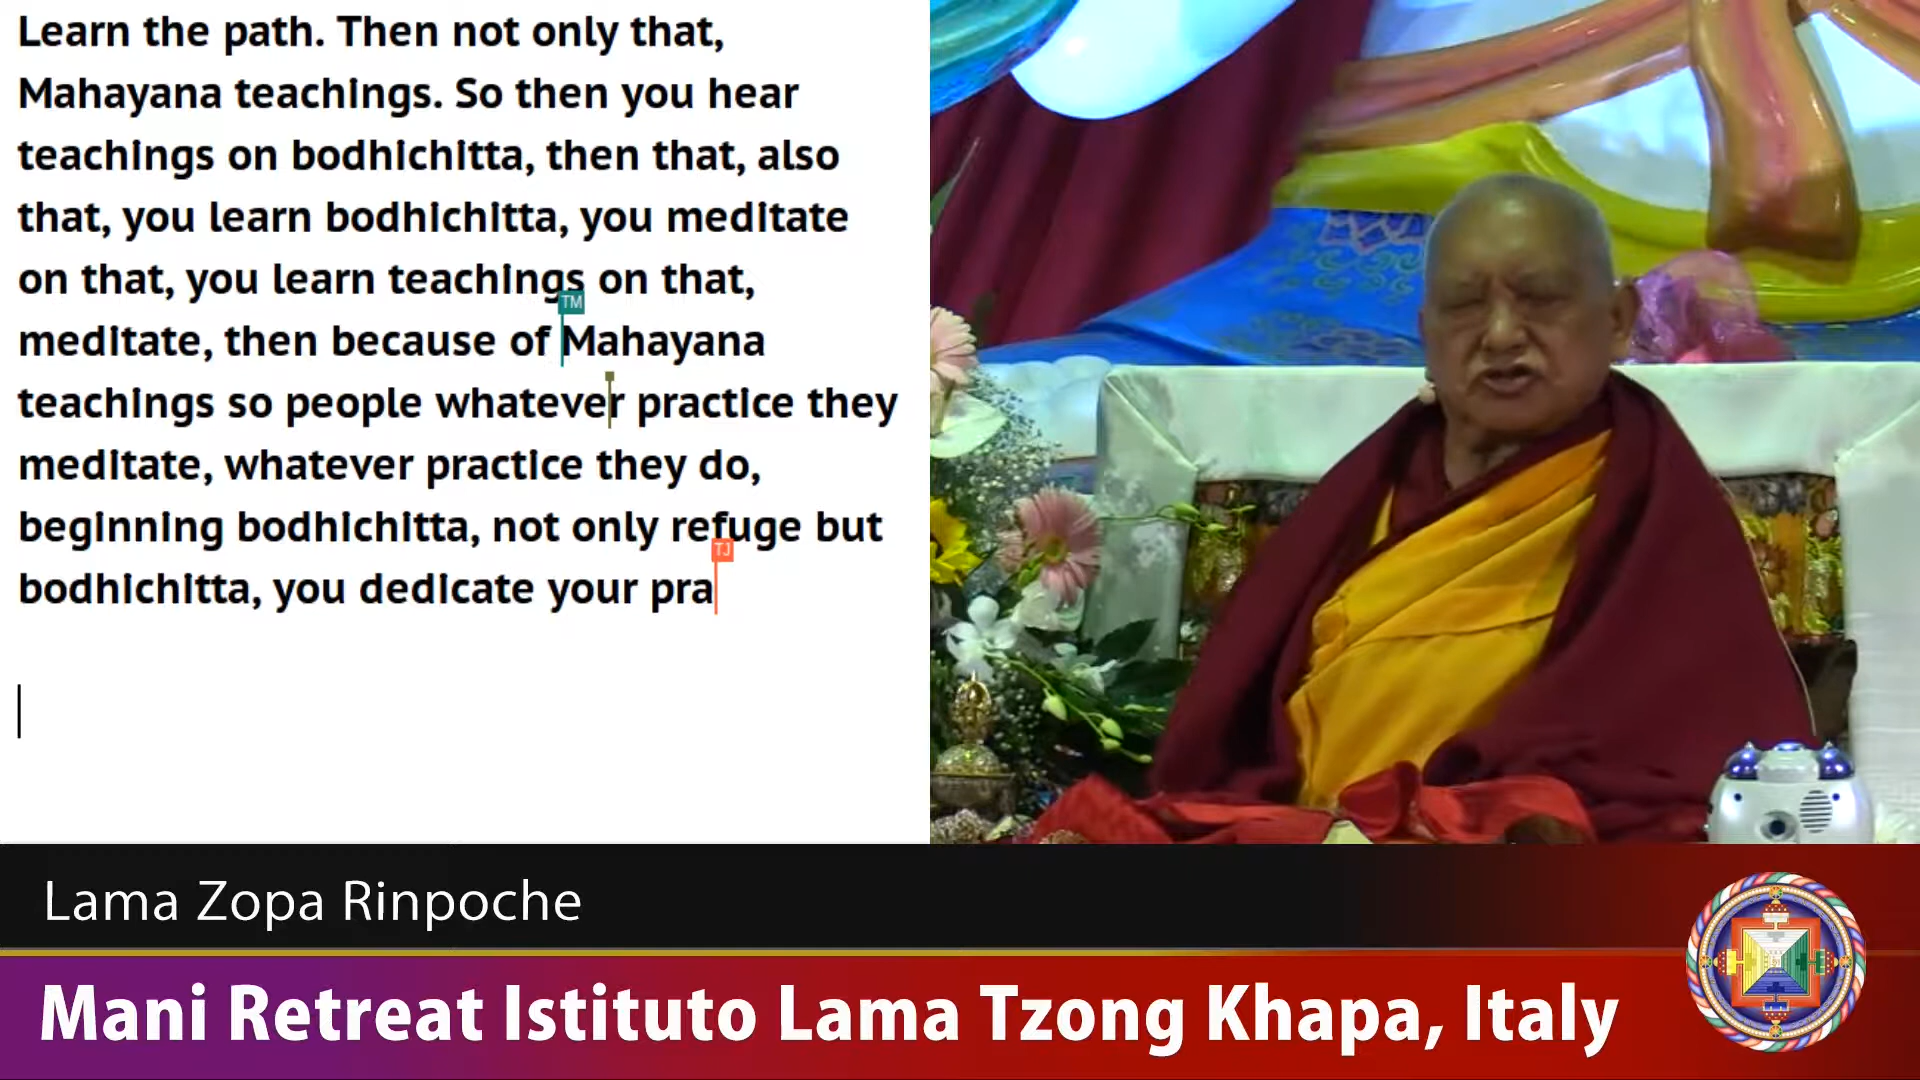 Learn the path. Then not only that,
Mahayana teachings. So then you hear
teachings on bodhichitta, then that, also
that, you learn bodhichitta, you meditate
on that, you learn teachings on that,
TM
meditate, then because of Mahayana
teachings so people whatever practice they
meditate, whatever practice they do,
beginning bodhichitta, not only refuge but
TJ
bodhichitta, you dedicate your pra
Lama Zopa Rinpoche
Mani Retreat Istituto Lama Tzong Khapa, Italy